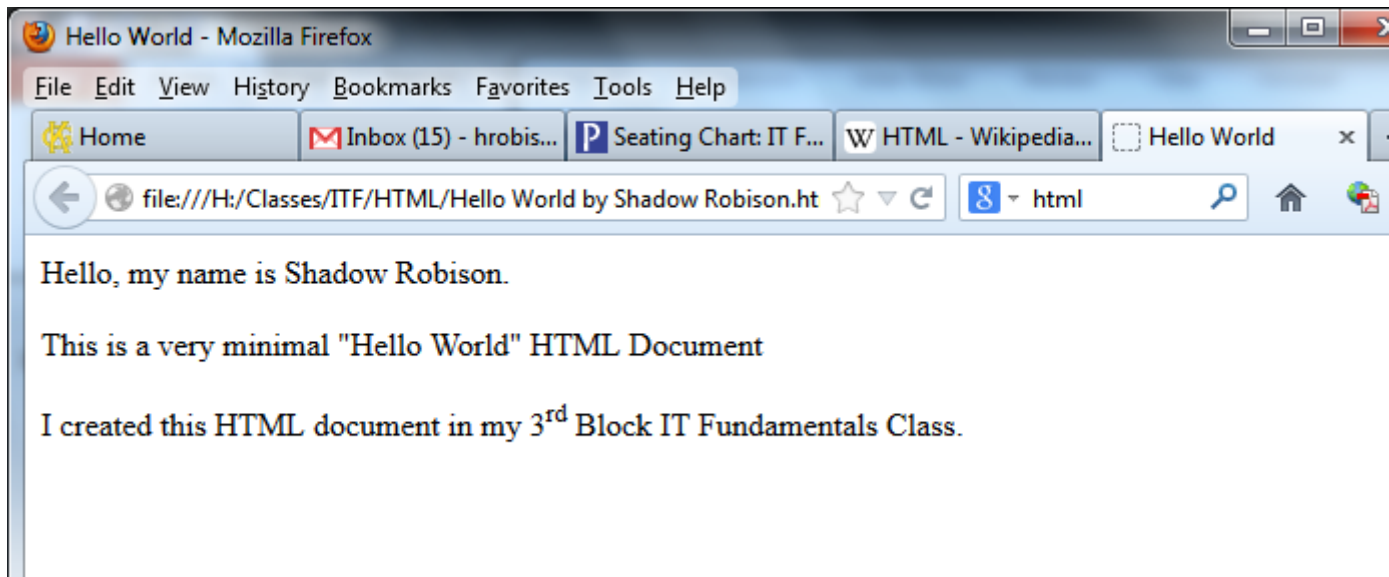 Hello World - Mozilla Firefox
File Edit View History Bookmarks Favorites Tools Help
Home Inbox (15) - hrobis... P Seating Chart: IT F... W HTML - Wikipedia... Hello World
file:///H:/Classes/ITF/HTML/Hello World by Shadow Robison.ht 8 html
Hello, my name is Shadow Robison.
This is a very minimal "Hello World" HTML Document
I created this HTML document in my 3rd Block IT Fundamentals Class.